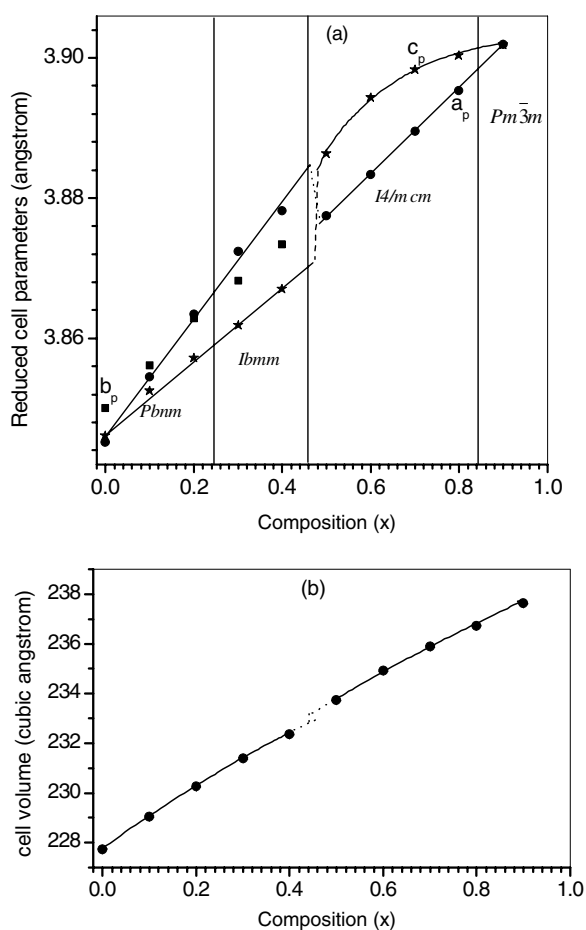 (a)
3.90
3.88
3.86
Reduced cell parameters (angstrom)
c p
a p
Pm3̅m
I4/mcm
Ibmm
b p
Pbnm
0.0 0.2 0.4 0.6 0.8 1.0
Composition (x)
(b)
238
236
234
232
230
228
cell volume (cubic angstrom)
0.0 0.2 0.4 0.6 0.8 1.0
Composition (x)